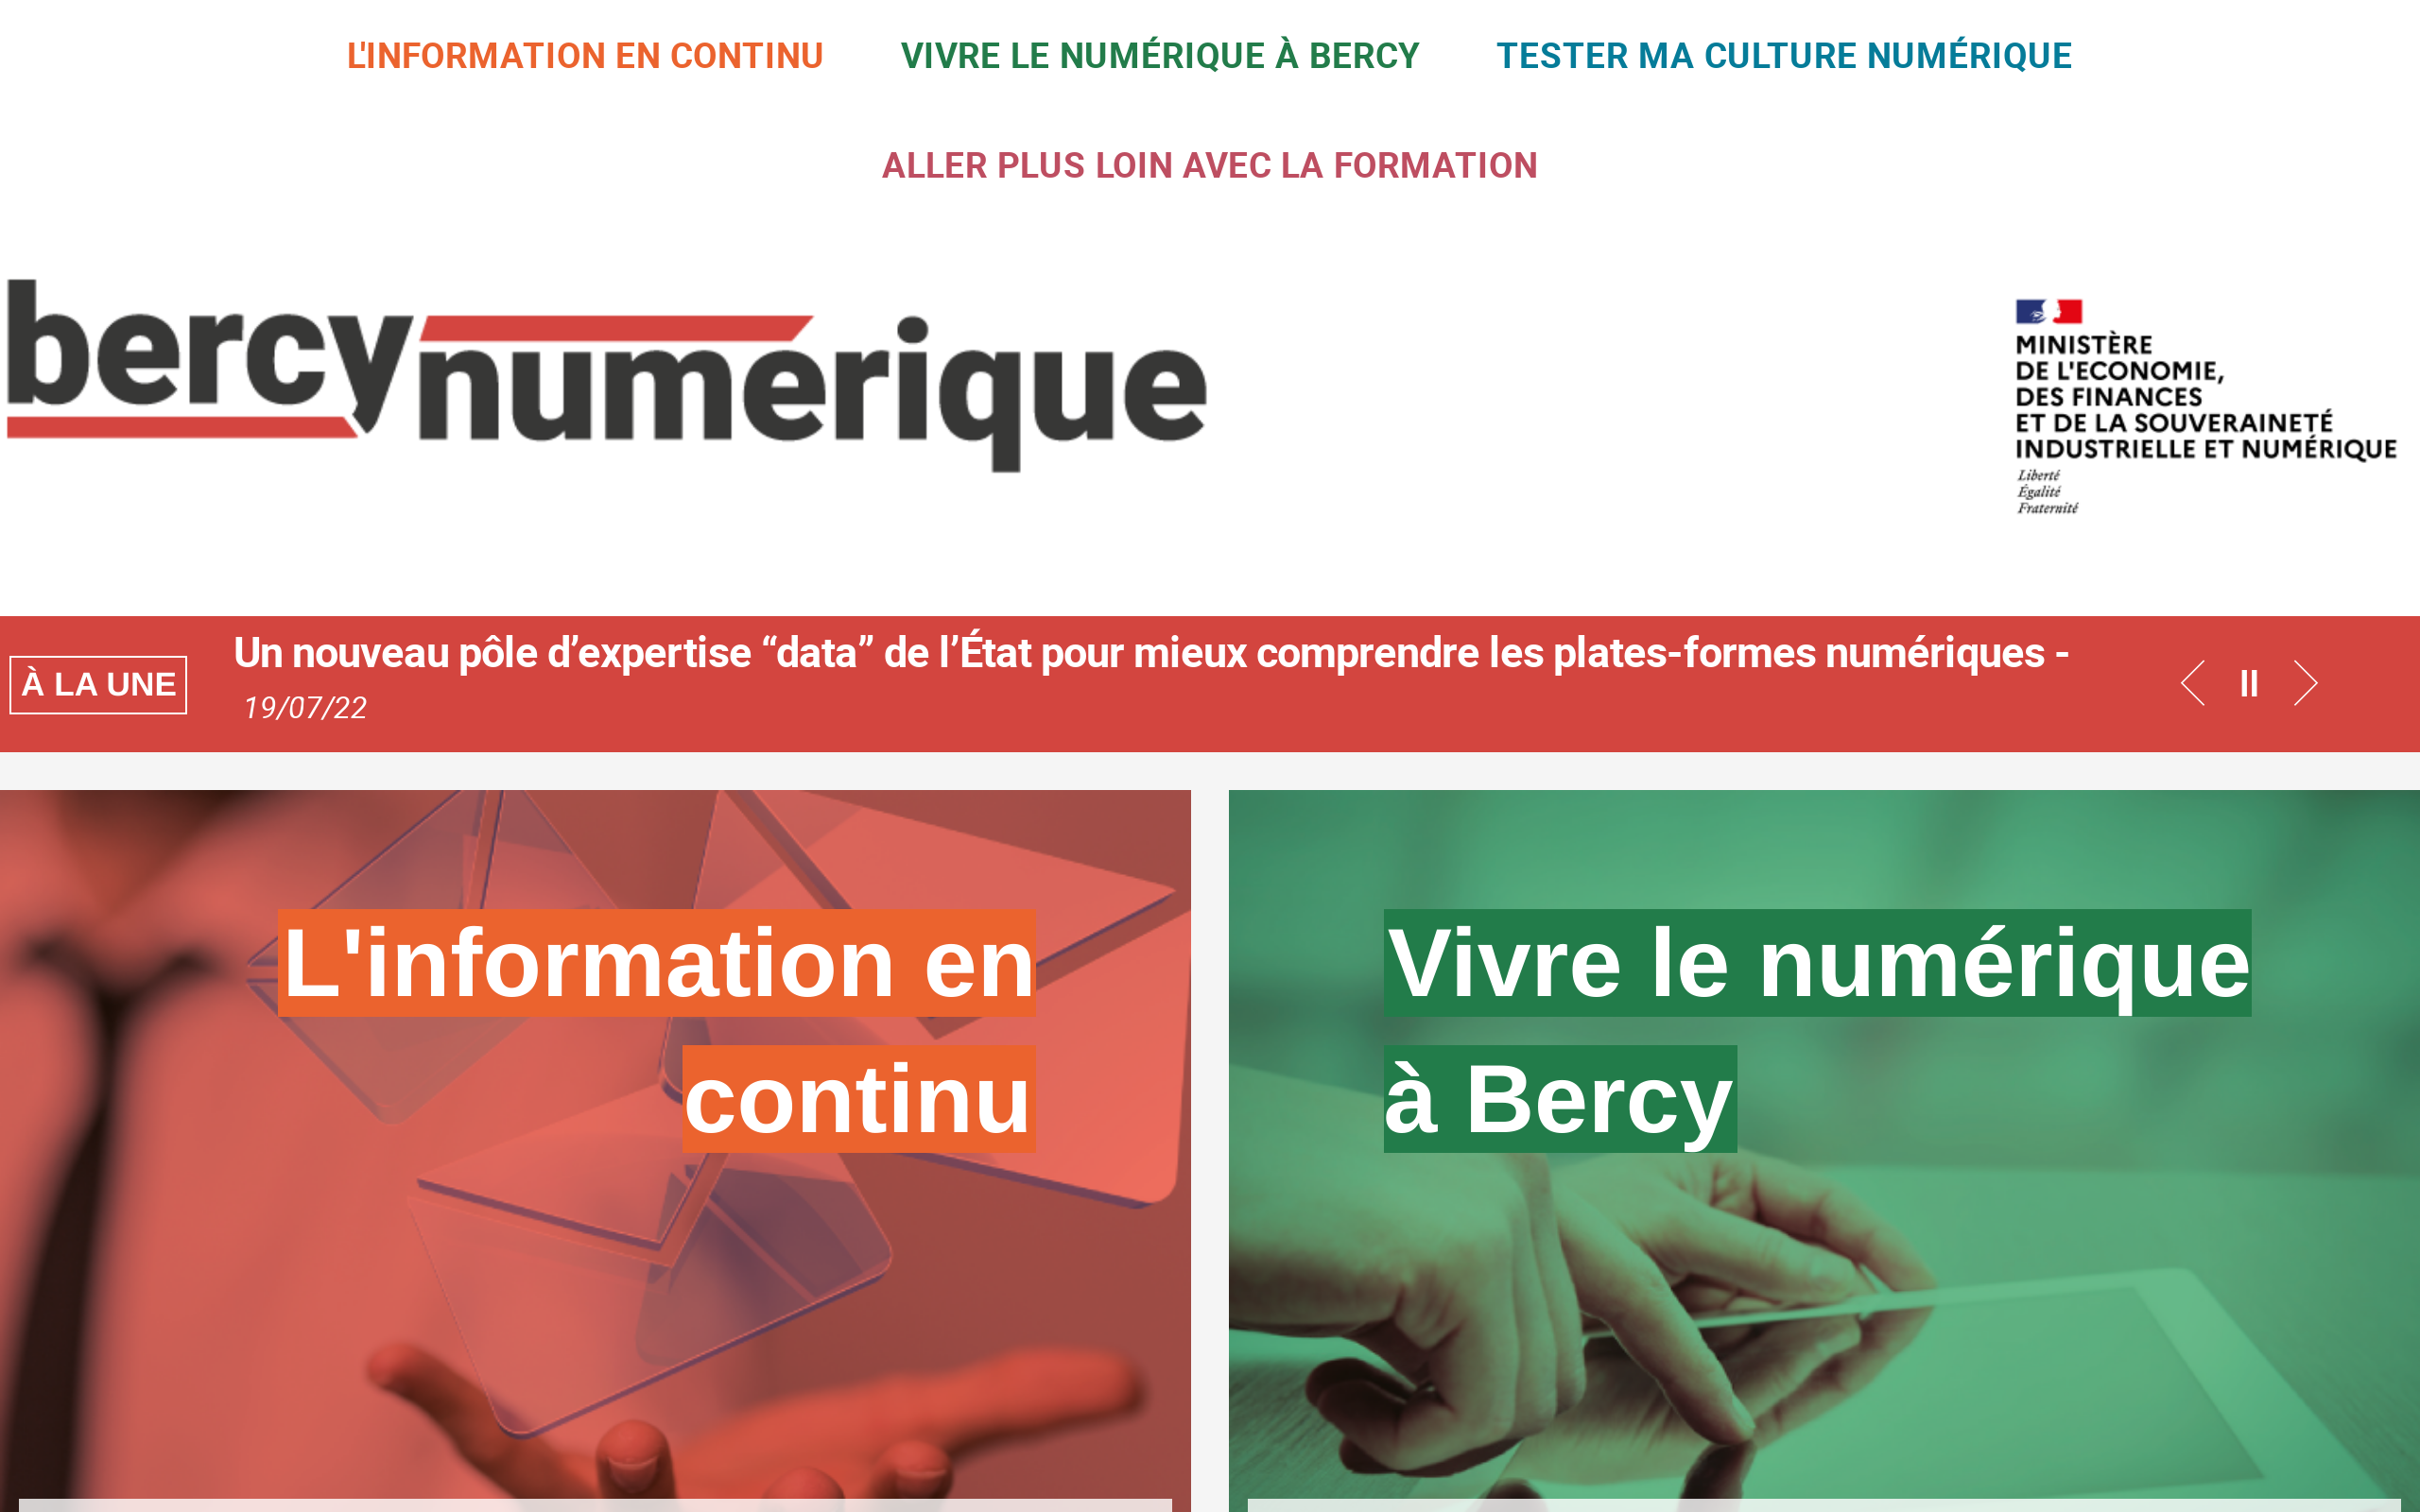 L'INFORMATION EN CONTINU
VIVRE LE NUMÉRIQUE À BERCY
TESTER MA CULTURE NUMÉRIQUE
ALLER PLUS LOIN AVEC LA FORMATION
bercy
numérique
MINISTÈRE
DE L'ECONOMIE,
DES FINANCES
ET DE LA SOUVERAINETÉ
INDUSTRIELLE ET NUMÉRIQUE
Liberté
Égalité
Fraternité
À LA UNE
Un nouveau pôle d’expertise “data” de l’État pour mieux comprendre les plates-formes numériques -
19/07/22
L'information en
continu
Vivre le numérique
à Bercy